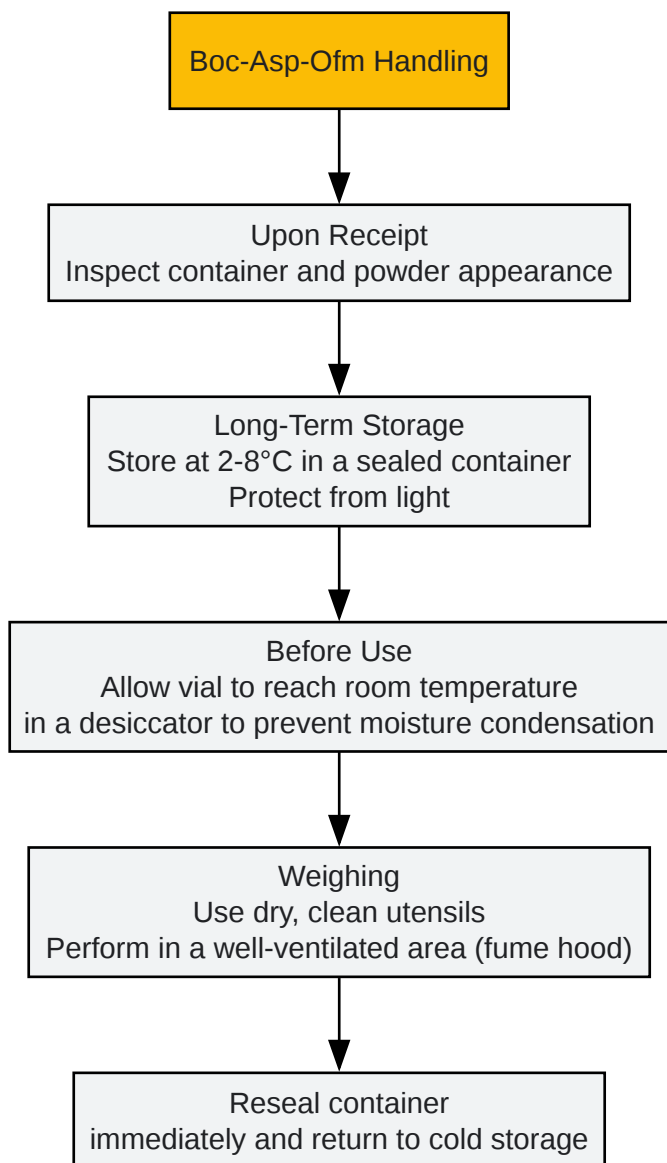 Boc-Asp-Ofm Handling
Upon Receipt
Inspect container and powder appearance
Long-Term Storage
Store at 2-8°C in a sealed container
Protect from light
Before Use
Allow vial to reach room temperature
in a desiccator to prevent moisture condensation
Weighing
Use dry, clean utensils
Perform in a well-ventilated area (fume hood)
Reseal container
immediately and return to cold storage